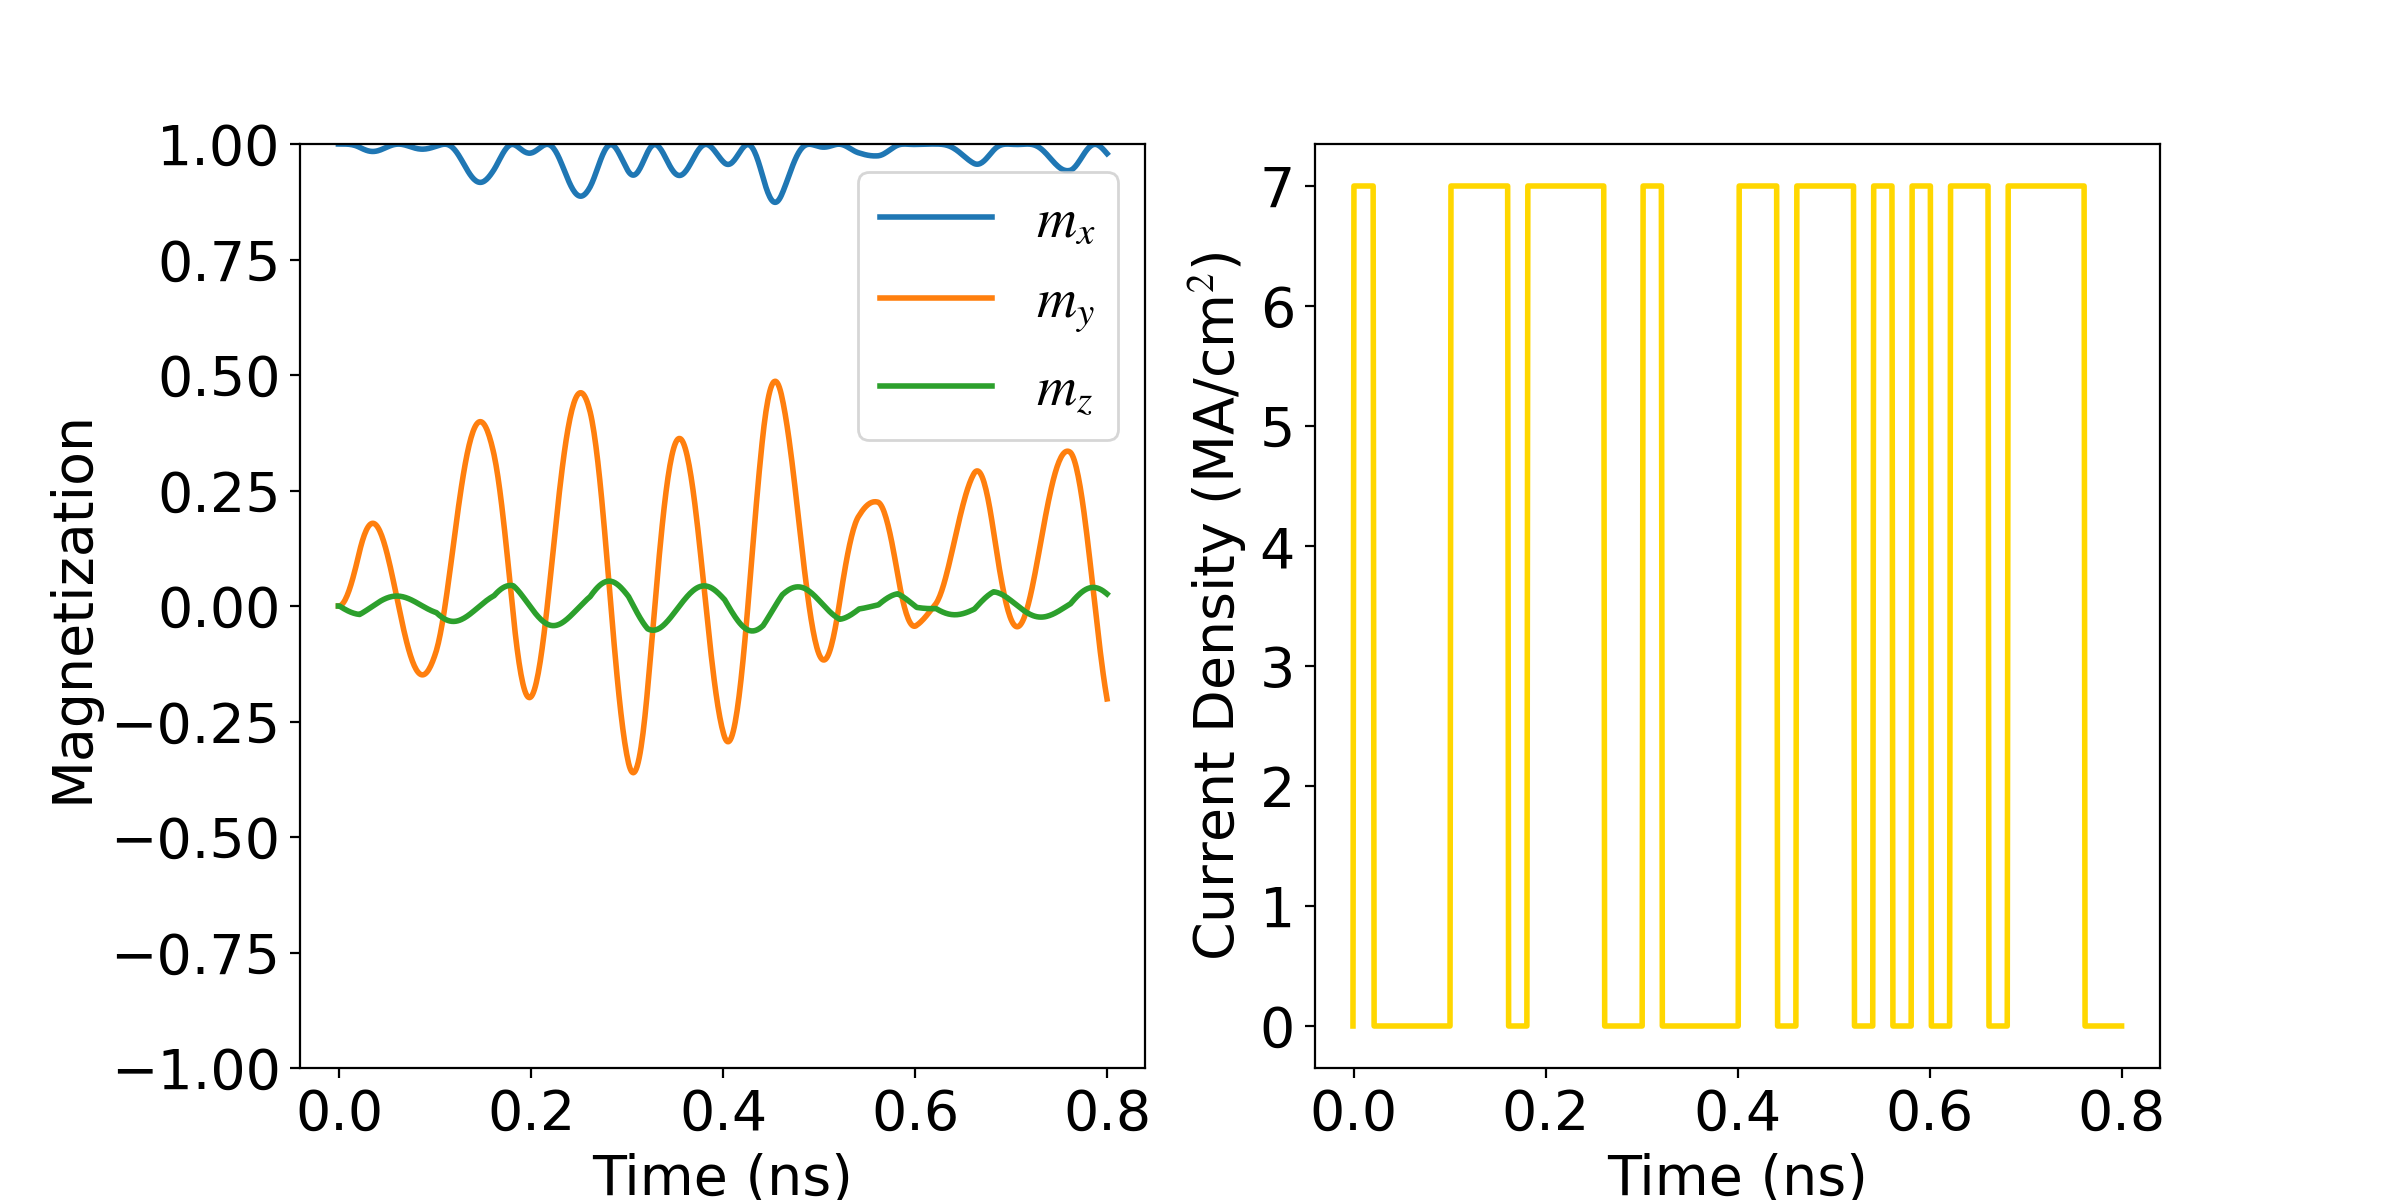 1.00
0.75
0.50
0.25
0.00
−0.25
−0.50
−0.75
−1.00
Magnetization
0.0 0.2 0.4 0.6 0.8
Time (ns)
mₓ
m_y
m_z
7
6
5
4
3
2
1
0
Current Density (MA/cm²)
0.0 0.2 0.4 0.6 0.8
Time (ns)